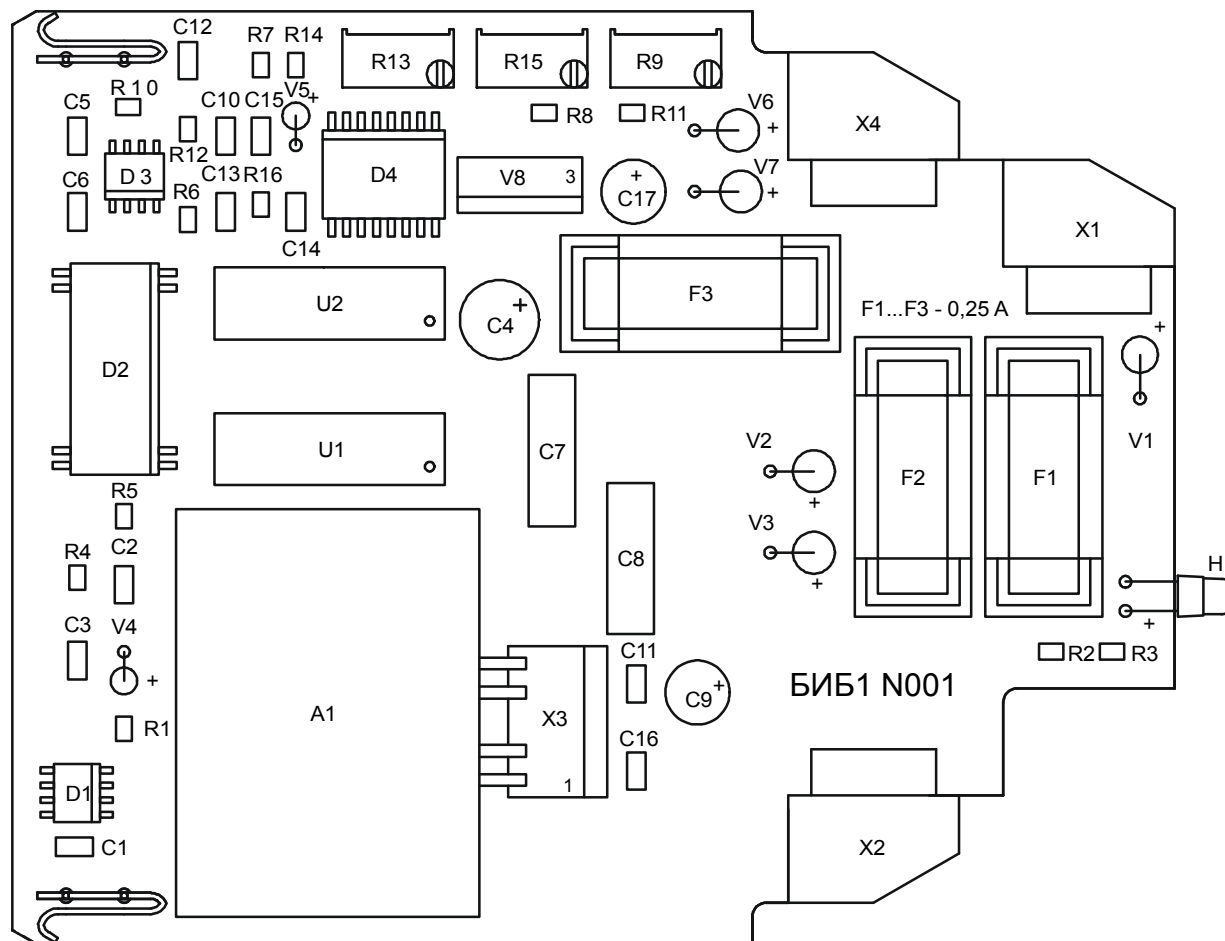 C12
R7
R14
R13
R15
R9
R10
V5
+
C5
C10
C15
R8
R11
V6
+
X4
R12
C6
D3
R6
C13
R16
D4
V8
3
+
C17
V7
+
X1
C14
U2
C4
+
F3
F1...F3 - 0,25 A
+
D2
U1
C7
V2
+
F2
F1
V1
R5
R4
C2
C8
V3
+
H
+
C3
V4
+
C11
R2
R3
A1
X3
C9
+
БИБ1 N001
R1
C16
1
D1
C1
X2